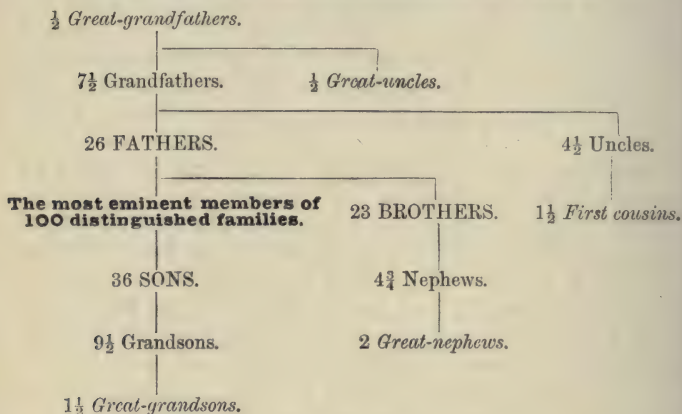 ½ Great-grandfathers.
7½ Grandfathers. ½ Great-uncles.
26 FATHERS. 4½ Uncles.
The most eminent members of
100 distinguished families. 23 BROTHERS. 1½ First cousins.
36 SONS. 4¾ Nephews.
9½ Grandsons. 2 Great-nephews.
1½ Great-grandsons.